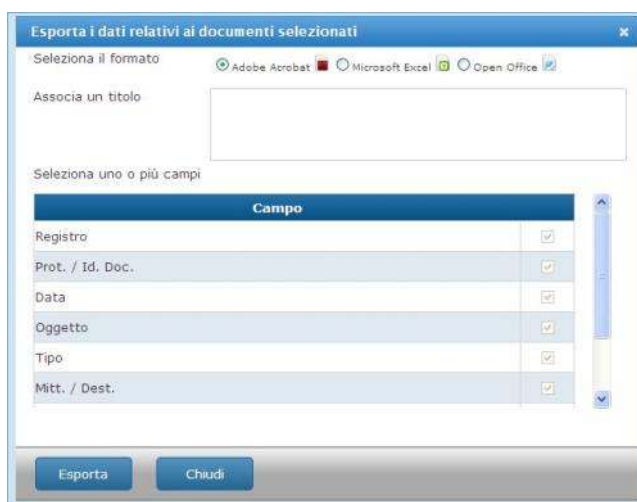 Esporta i dati relativi ai documenti selezionati x
Seleziona il formato Adobe Acrobat Microsoft Excel Open Office
Associa un titolo
Seleziona uno o più campi
Campo
Registro
Prot. / Id. Doc.
Data
Oggetto
Tipo
Mitt. / Dest.
Esporta Chiudi